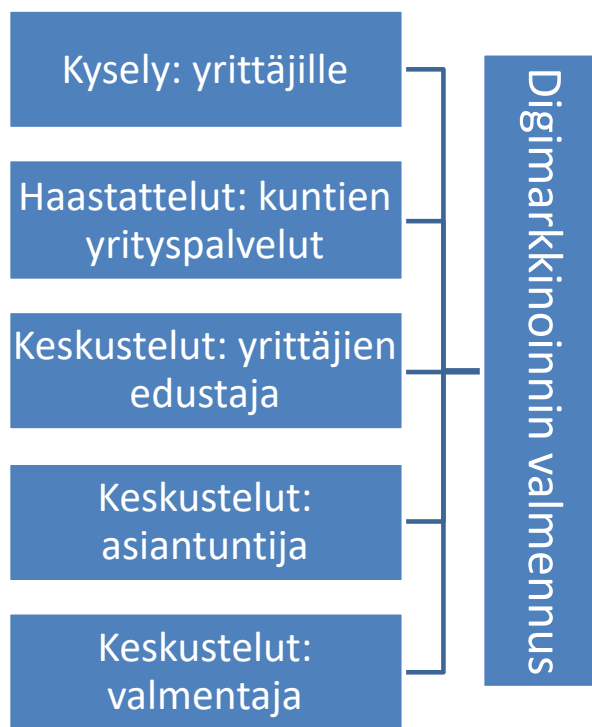 Kysely: yrittäjille
Haastattelut: kuntien
yrityspalvelut
Keskustelut: yrittäjien
edustaja
Keskustelut:
asiantuntija
Keskustelut:
valmentaja
Digimarkkinoinnin valmennus